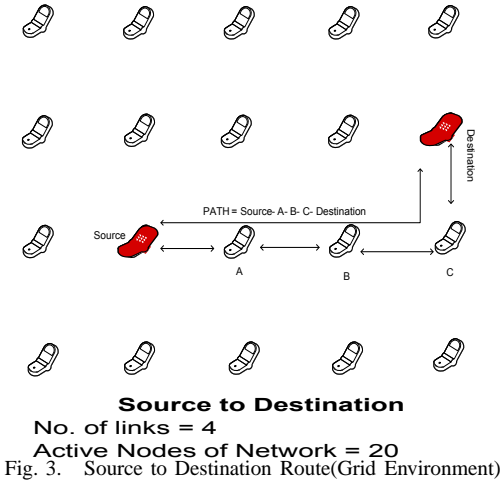 Destination
PATH = Source- A- B- C- Destination
Source
A
B
C
Source to Destination
No. of links = 4
Active Nodes of Network = 20
Fig. 3. Source to Destination Route(Grid Environment)